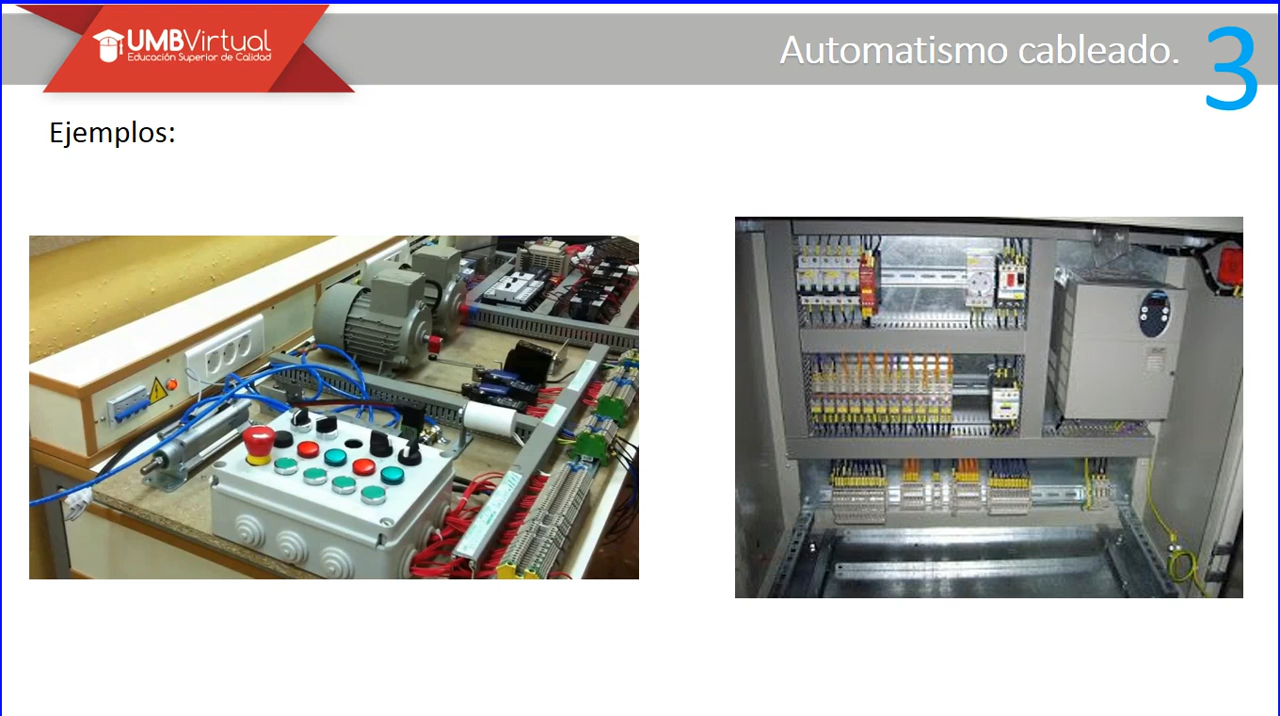 UMBVirtual
Educación Superior de Calidad
Automatismo cableado.
3
Ejemplos: